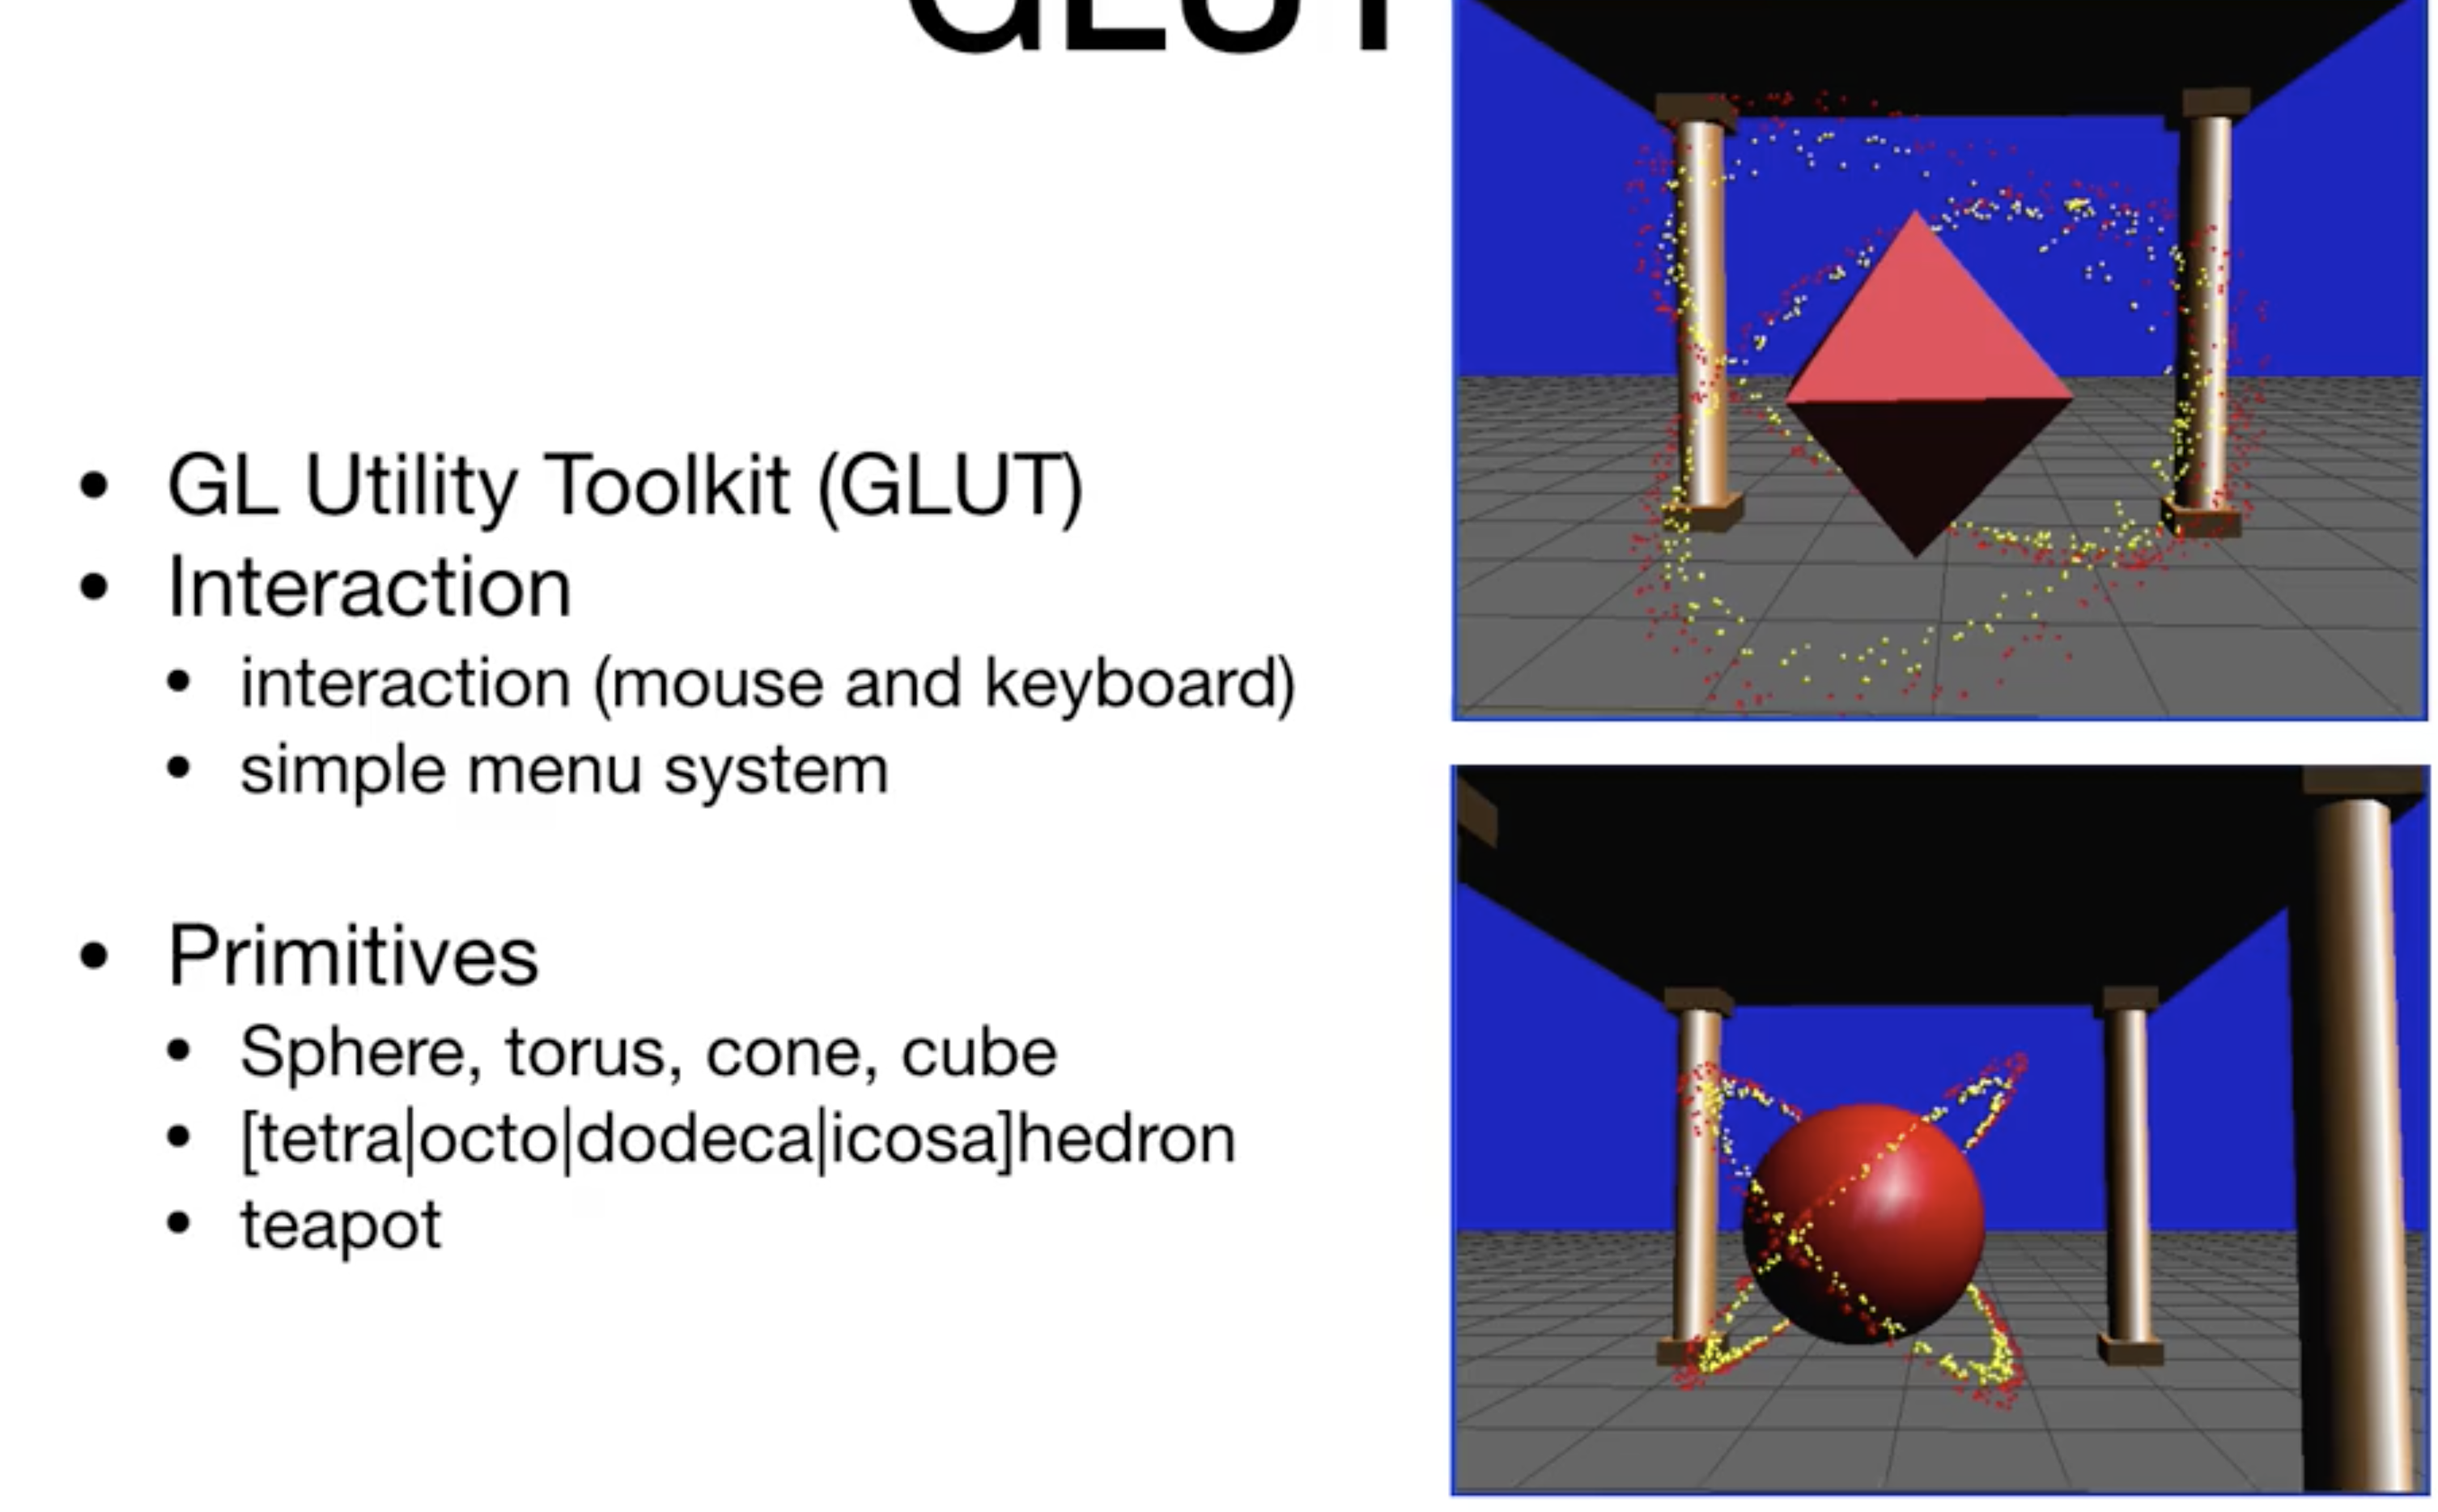 GLUT
• GL Utility Toolkit (GLUT)
• Interaction
• interaction (mouse and keyboard)
• simple menu system
• Primitives
• Sphere, torus, cone, cube
• [tetra|octo|dodeca|icosa]hedron
• teapot